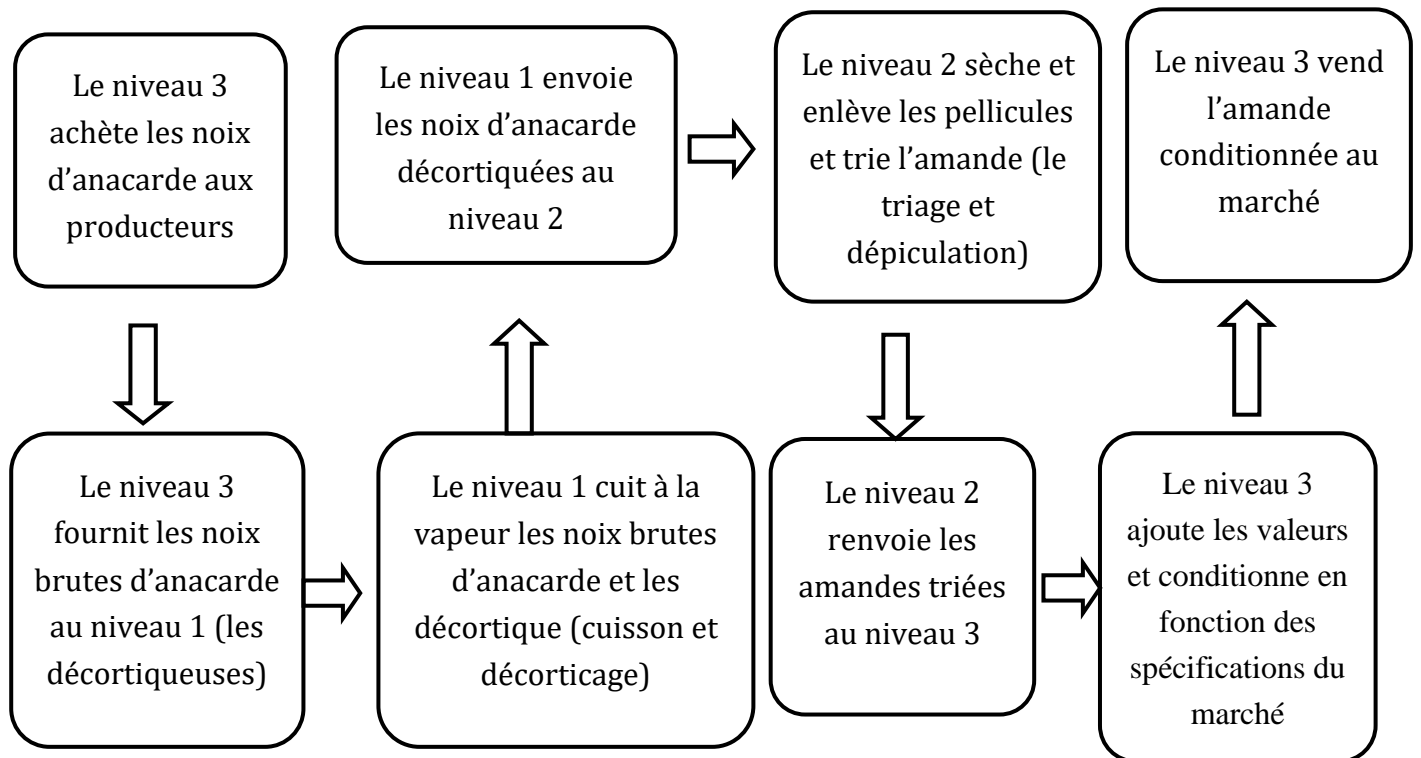 Le niveau 3
achète les noix
d’anacarde aux
producteurs
Le niveau 3
fournit les noix
brutes d’anacarde
au niveau 1 (les
décortiqueuses)
Le niveau 1 cuit à la
vapeur les noix brutes
d’anacarde et les
décortique (cuisson et
décorticage)
Le niveau 1 envoie
les noix d’anacarde
décortiquées au
niveau 2
Le niveau 2 sèche et
enlève les pellicules
et trie l’amande (le
triage et
dépiculation)
Le niveau 2
renvoie les
amandes triées
au niveau 3
Le niveau 3
ajoute les valeurs
et conditionne en
fonction des
spécifications du
marché
Le niveau 3 vend
l’amande
conditionnée au
marché